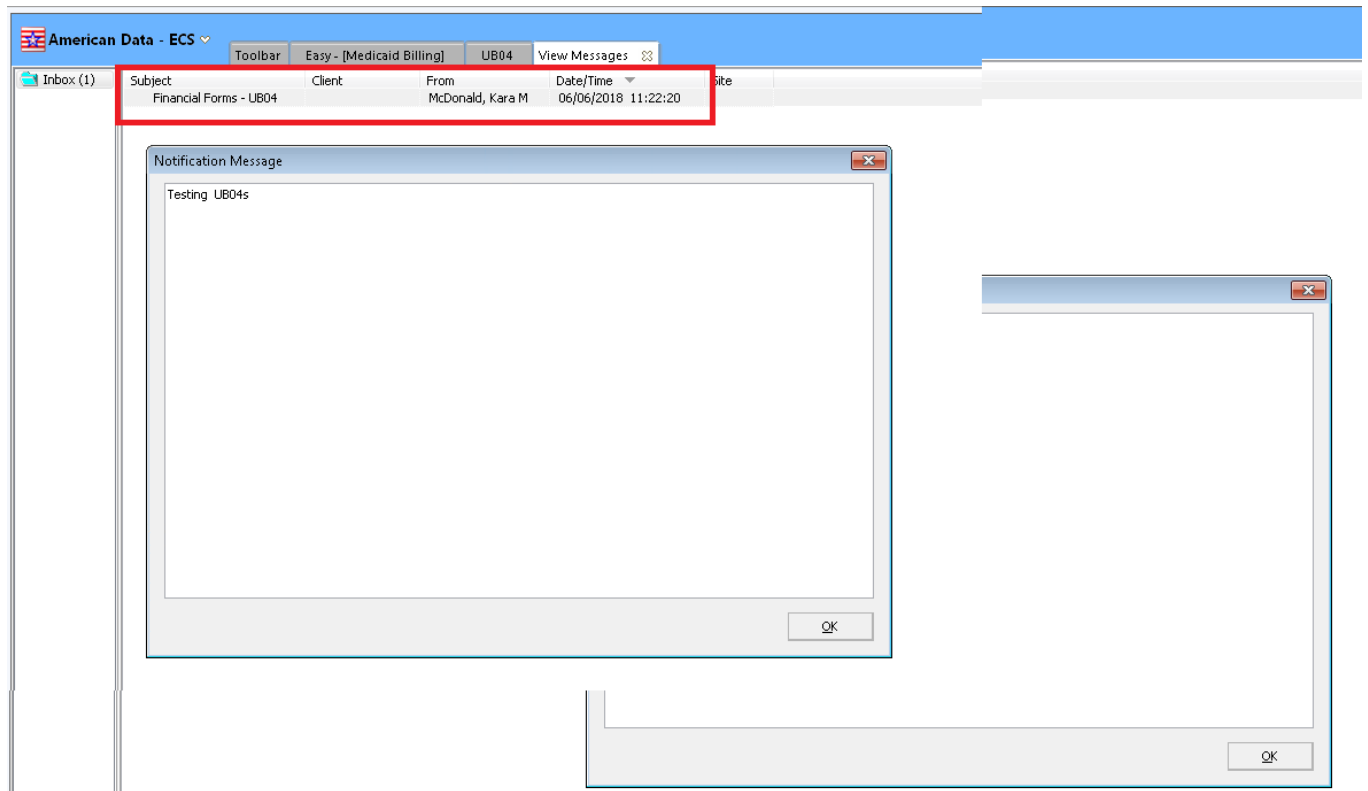 American Data - ECS
Toolbar Easy - [Medicaid Billing] UB04 View Messages
Inbox (1)
Subject Client From Date/Time Site
Financial Forms - UB04 McDonald, Kara M 06/06/2018 11:22:20
Notification Message
Testing UB04s
OK
OK